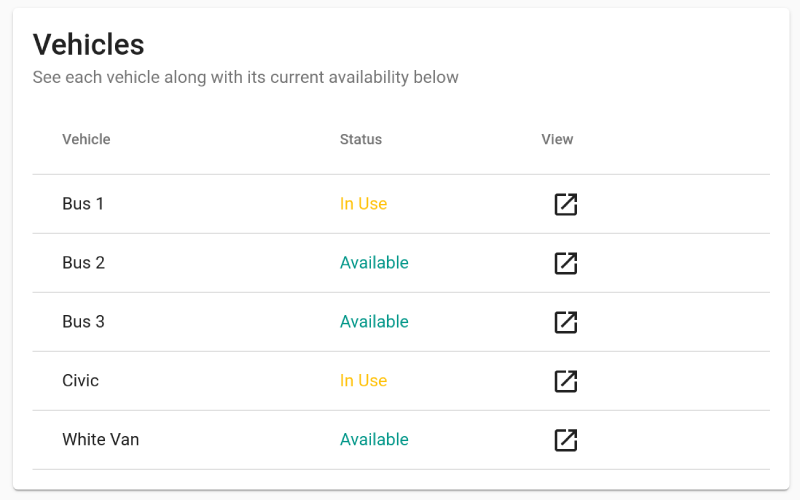 Vehicles
See each vehicle along with its current availability below
Vehicle Status View
Bus 1 In Use
Bus 2 Available
Bus 3 Available
Civic In Use
White Van Available